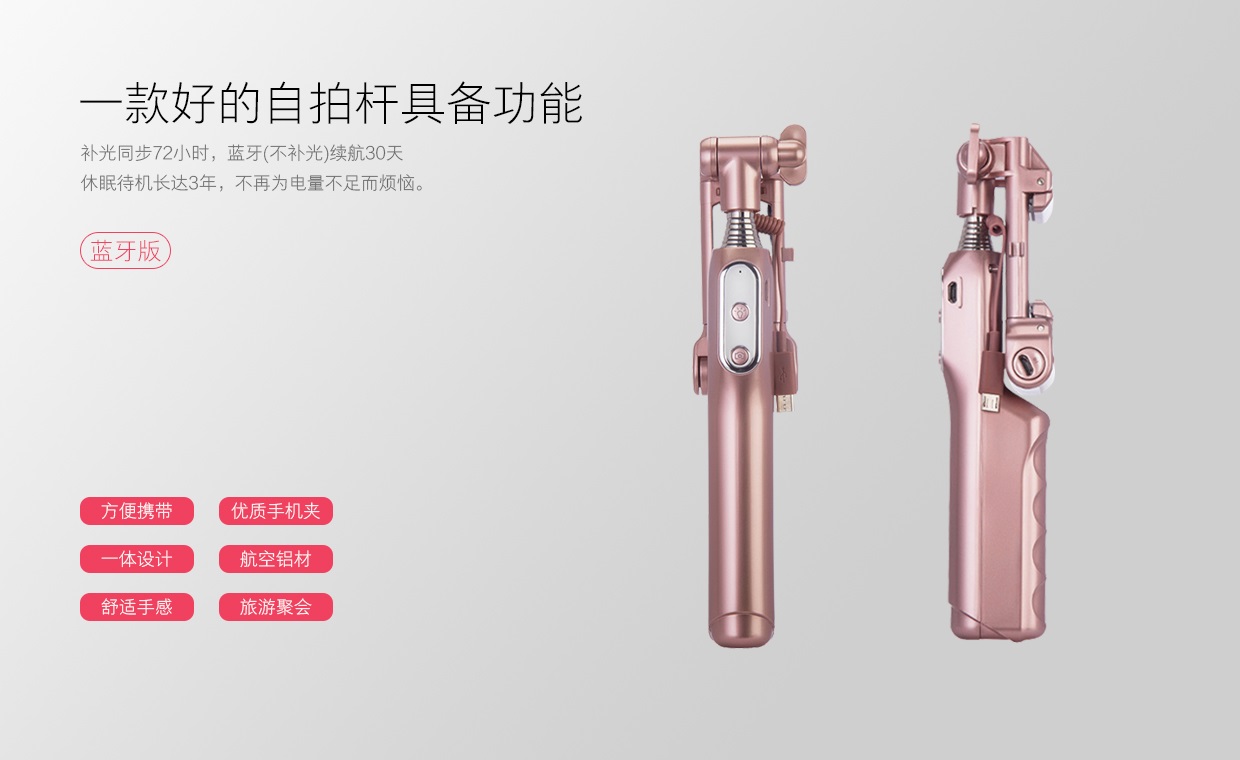 一款好的自拍杆具备功能
补光同步72小时，蓝牙(不补光)续航30天
休眠待机长达3年，不再为电量不足而烦恼。
蓝牙版
方便携带 优质手机夹
一体设计 航空铝材
舒适手感 旅游聚会